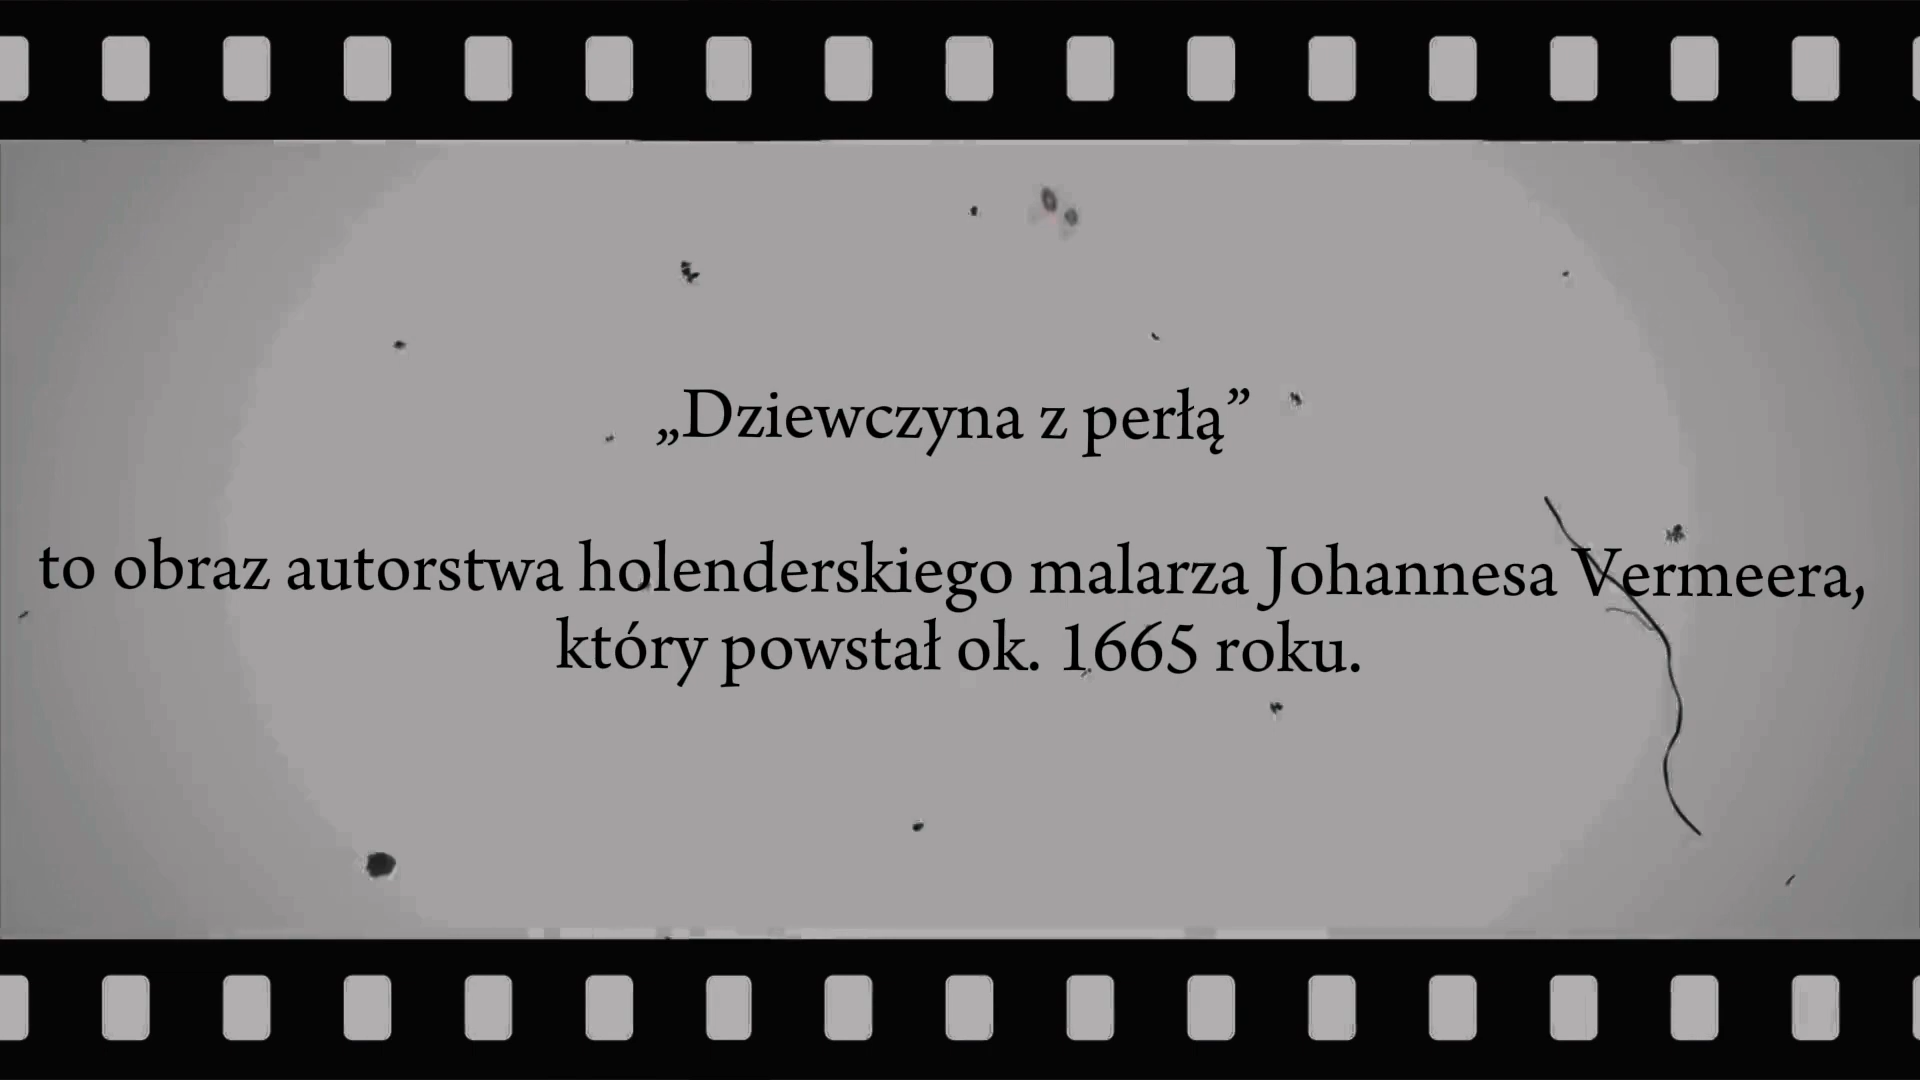 „Dziewczyna z perłą”
to obraz autorstwa holenderskiego malarza Johannesa Vermeera,
który powstał ok. 1665 roku.